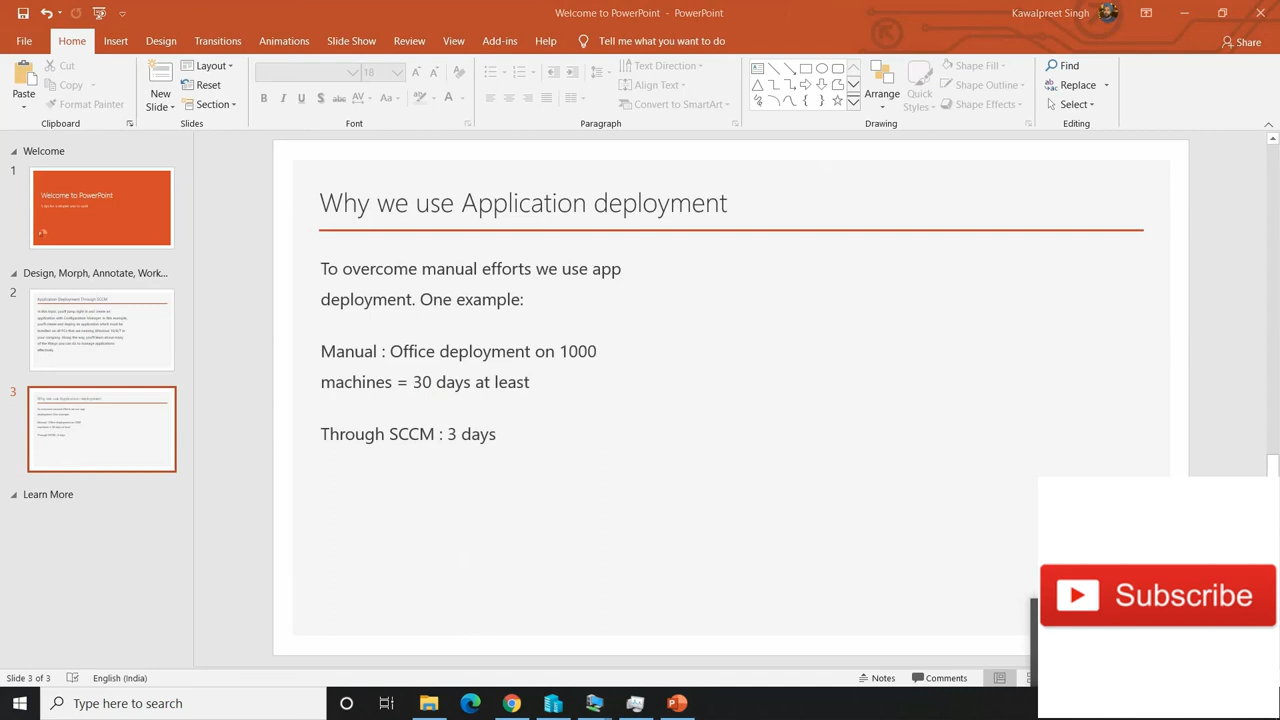 Welcome to PowerPoint - PowerPoint
Kawalpreet Singh
File Home Insert Design Transitions Animations Slide Show Review View Add-ins Help Tell me what you want to do
Share
Paste
Cut
Copy
Format Painter
Clipboard
New
Slide
Layout
Reset
Section
Slides
18
Font
Text Direction
Align Text
Convert to SmartArt
Paragraph
Arrange
Quick
Styles
Shape Fill
Shape Outline
Shape Effects
Drawing
Find
Replace
Select
Editing
Welcome
1
Welcome to PowerPoint
Design, Morph, Annotate, Work...
2
Application Deployment Through SCCM
3
Why we use Application deployment
Learn More
Why we use Application deployment
To overcome manual efforts we use app
deployment. One example:
Manual : Office deployment on 1000
machines = 30 days at least
Through SCCM : 3 days
Subscribe
Slide 3 of 3
English (India)
Notes
Comments
Type here to search